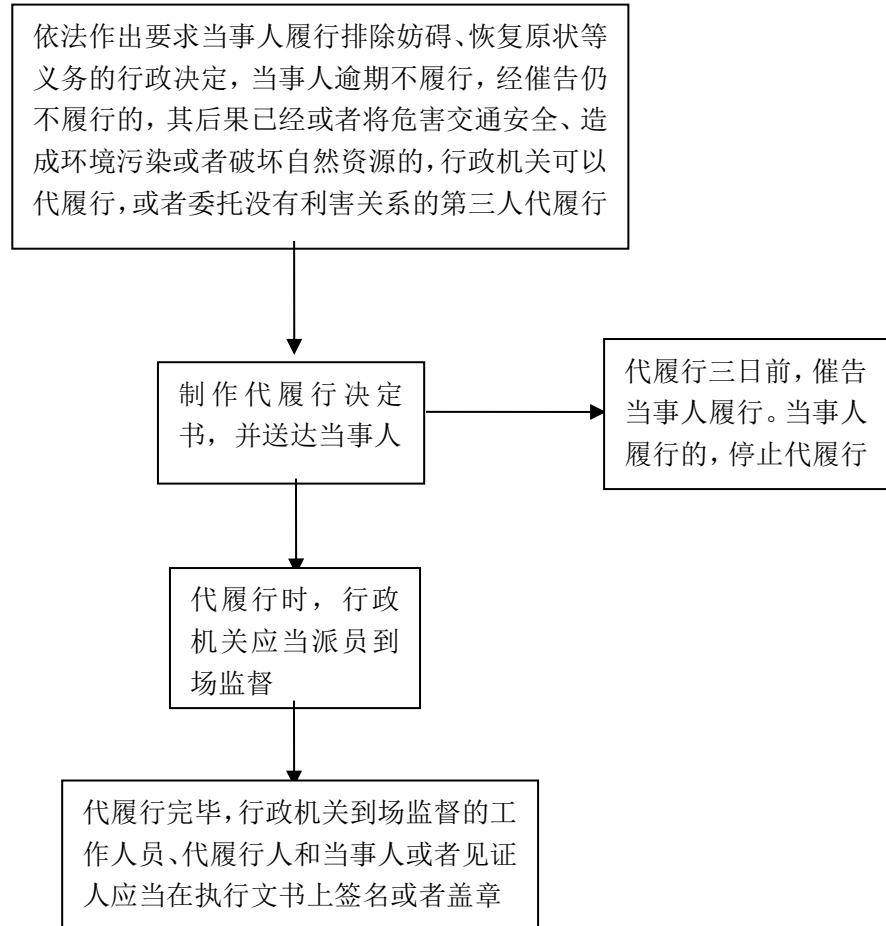 依法作出要求当事人履行排除妨碍、恢复原状等
义务的行政决定，当事人逾期不履行，经催告仍
不履行的，其后果已经或者将危害交通安全、造
成环境污染或者破坏自然资源的，行政机关可以
代履行，或者委托没有利害关系的第三人代履行
制作代履行决定
书，并送达当事人
代履行三日前，催告
当事人履行。当事人
履行的，停止代履行
代履行时，行政
机关应当派员到
场监督
代履行完毕，行政机关到场监督的工
作人员、代履行人和当事人或者见证
人应当在执行文书上签名或者盖章